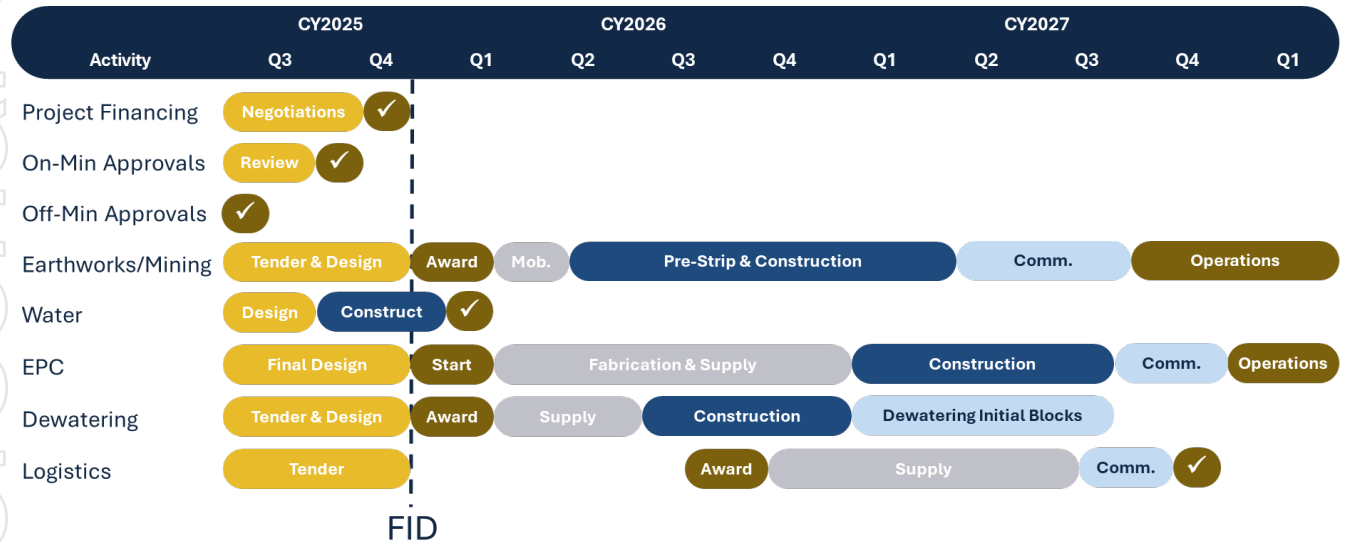 CY2025 CY2026 CY2027
Activity Q3 Q4 Q1 Q2 Q3 Q4 Q1 Q2 Q3 Q4 Q1
Project Financing Negotiations ✓
On-Min Approvals Review ✓
Off-Min Approvals ✓
Earthworks/Mining Tender & Design Award Mob. Pre-Strip & Construction Comm. Operations
Water Design Construct ✓
EPC Final Design Start Fabrication & Supply Construction Comm. Operations
Dewatering Tender & Design Award Supply Construction Dewatering Initial Blocks
Logistics Tender Award Supply Comm. ✓
FID